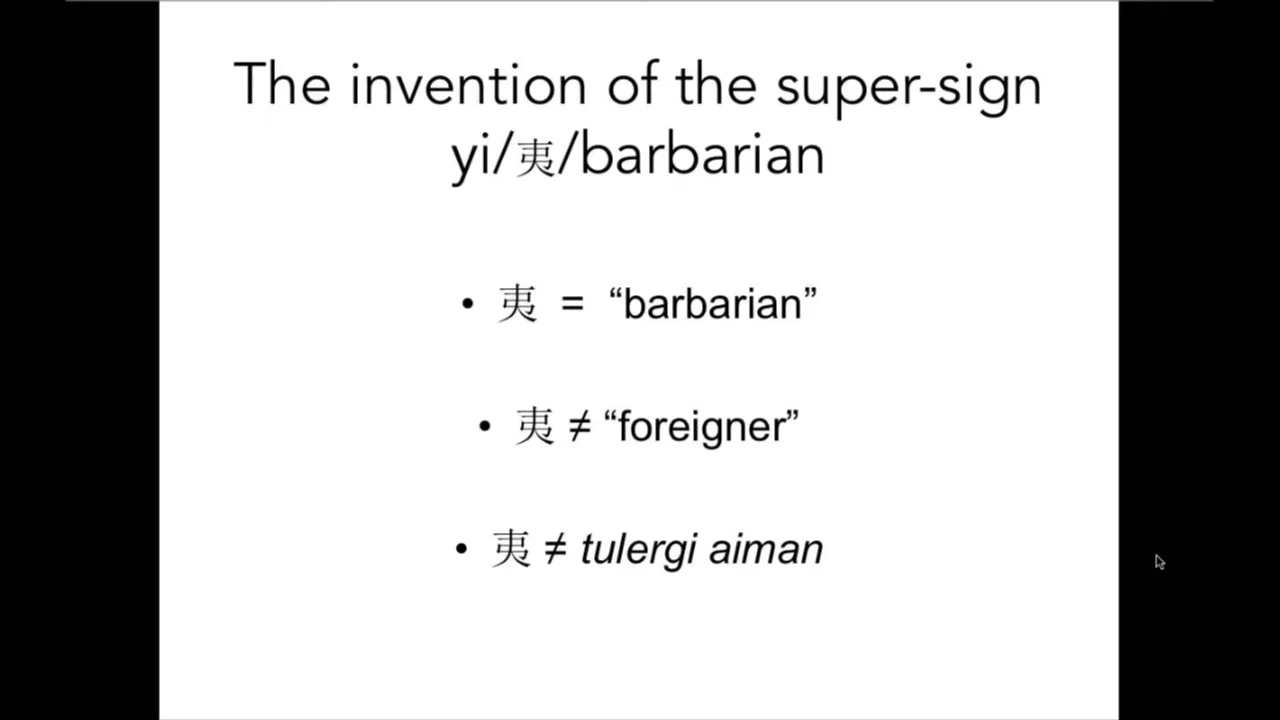 The invention of the super-sign
yi/夷/barbarian
• 夷 = “barbarian”
• 夷 ≠ “foreigner”
• 夷 ≠ tulergi aiman